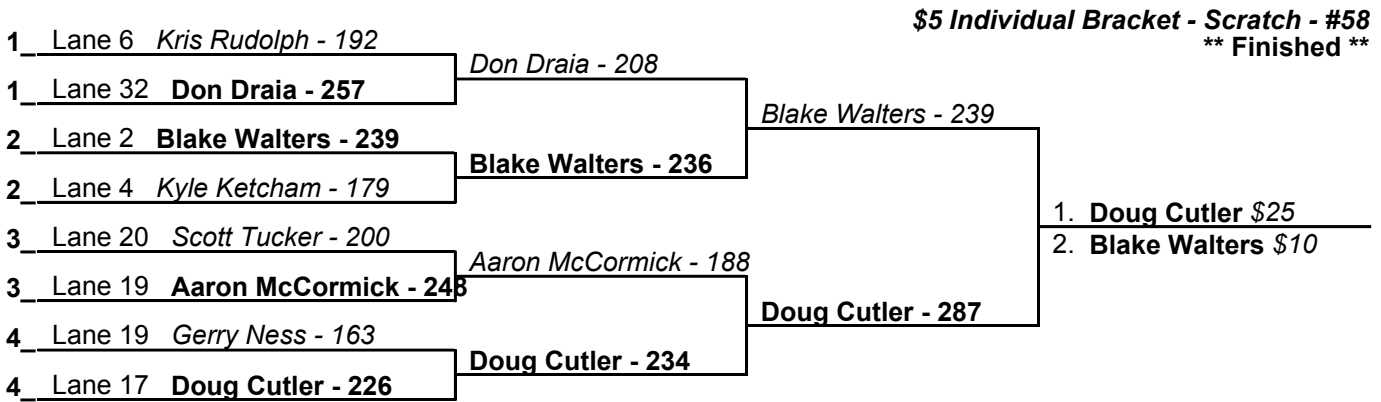 $5 Individual Bracket - Scratch - #58
** Finished **
1_ Lane 6 Kris Rudolph - 192
1_ Lane 32 Don Draia - 257
2_ Lane 2 Blake Walters - 239
2_ Lane 4 Kyle Ketcham - 179
3_ Lane 20 Scott Tucker - 200
3_ Lane 19 Aaron McCormick - 248
4_ Lane 19 Gerry Ness - 163
4_ Lane 17 Doug Cutler - 226
Don Draia - 208
Blake Walters - 236
Aaron McCormick - 188
Doug Cutler - 234
Blake Walters - 239
Doug Cutler - 287
1. Doug Cutler $25
2. Blake Walters $10